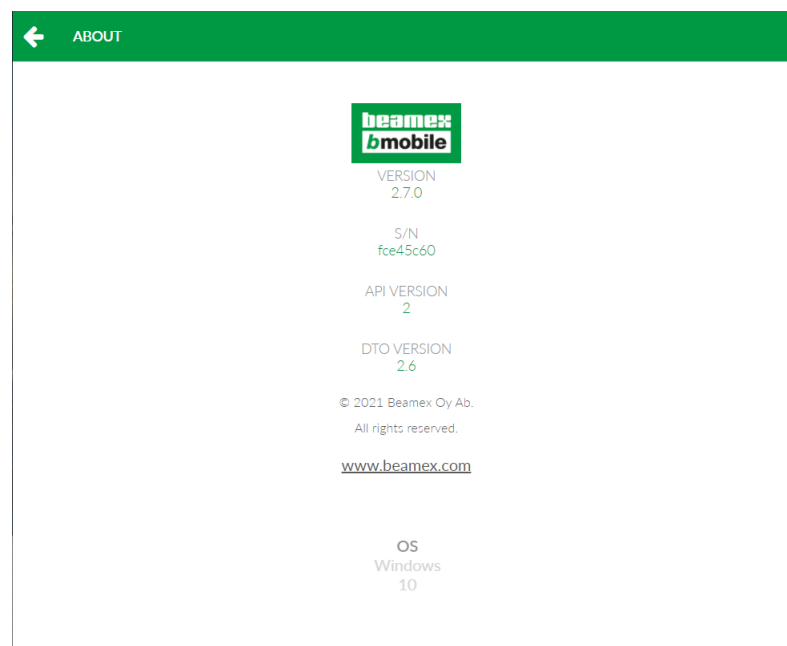 ABOUT
beamex
bmobile
VERSION
2.7.0
S/N
fce45c60
API VERSION
2
DTO VERSION
2.6
© 2021 Beamex Oy Ab.
All rights reserved.
www.beamex.com
OS
Windows
10